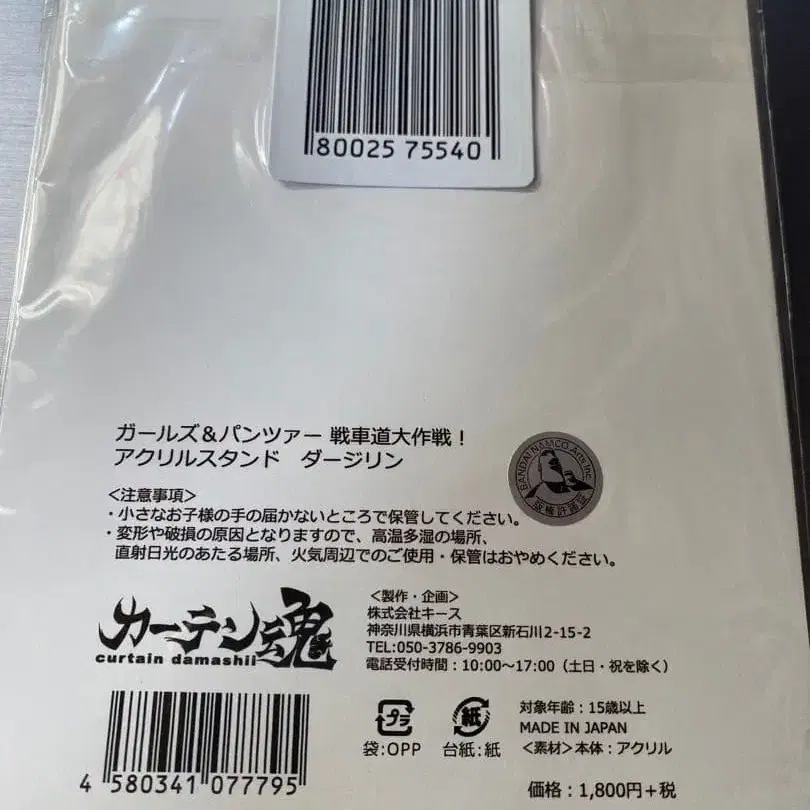 80025 75540
ガールズ&パンツァー 戦車道大作戦！
アクリルスタンド ダージリン
BANDAI NAMCO Arts Inc.
版権許諾証
＜注意事項＞
・小さなお子様の手の届かないところで保管してください。
・変形や破損の原因となりますので、高温多湿の場所、
直射日光のあたる場所、火気周辺でのご使用・保管はおやめください。
カーテン魂
curtain damashii
＜製作・企画＞
株式会社キース
神奈川県横浜市青葉区新石川2-15-2
TEL:050-3786-9903
電話受付時間：10:00～17:00（土日・祝を除く）
プラ
袋:OPP
紙
台紙:紙
対象年齢：15歳以上
MADE IN JAPAN
＜素材＞本体：アクリル
価格：1,800円＋税
4 580341 077795